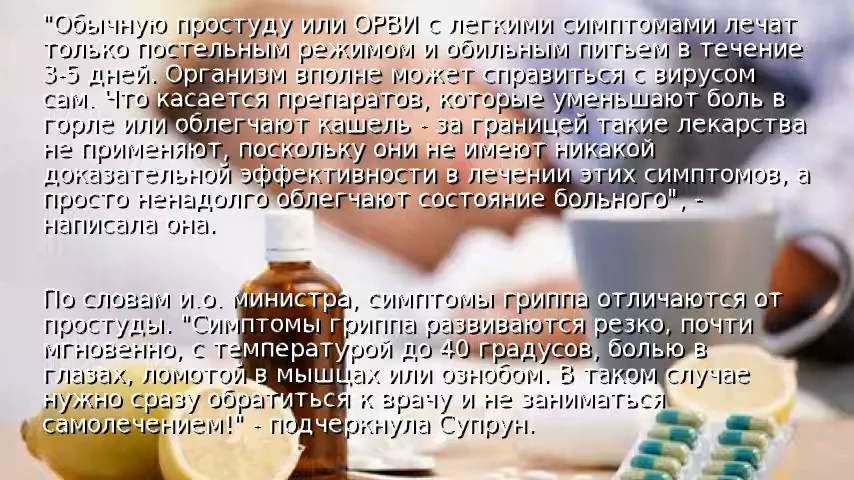 "Обычную простуду или ОРВИ с легкими симптомами лечат
только постельным режимом и обильным питьем в течение
3-5 дней. Организм вполне может справиться с вирусом
сам. Что касается препаратов, которые уменьшают боль в
горле или облегчают кашель - за границей такие лекарства
не применяют, поскольку они не имеют никакой
доказательной эффективности в лечении этих симптомов, а
просто ненадолго облегчают состояние больного", -
написала она.
По словам и.о. министра, симптомы гриппа отличаются от
простуды. "Симптомы гриппа развиваются резко, почти
мгновенно, с температурой до 40 градусов, болью в
глазах, ломотой в мышцах или ознобом. В таком случае
нужно сразу обратиться к врачу и не заниматься
самолечением!" - подчеркнула Супрун.